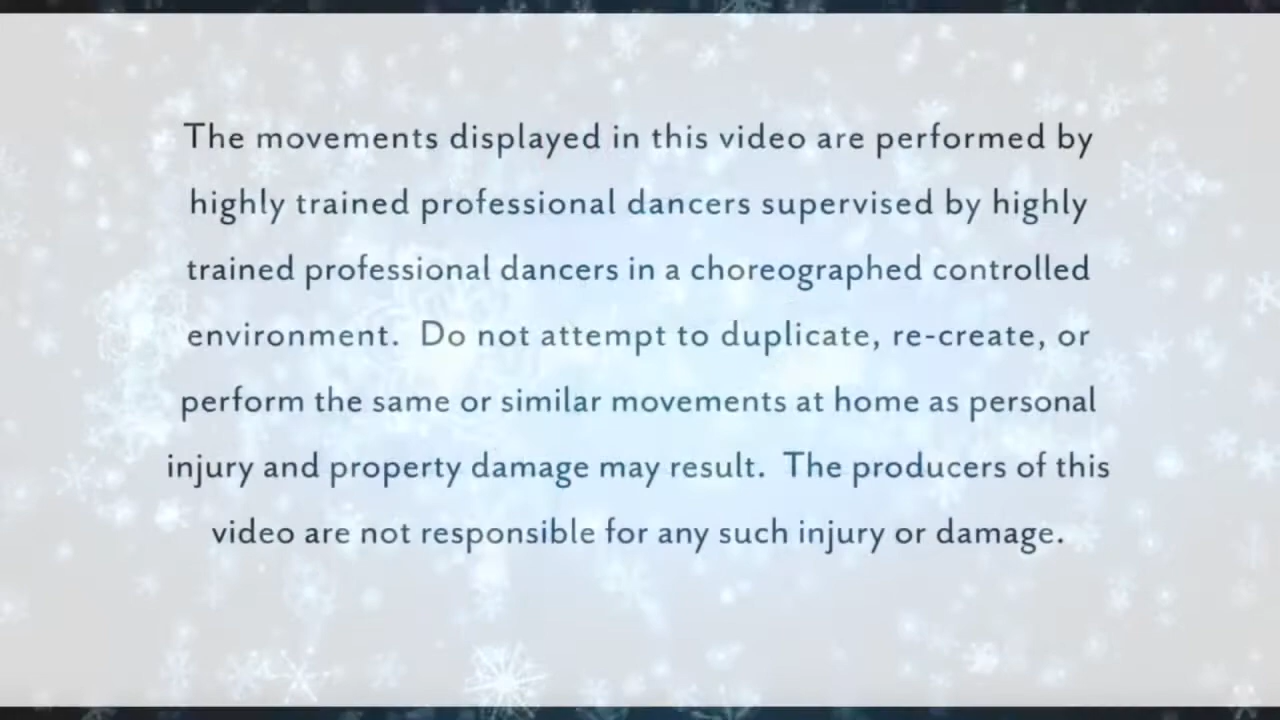 The movements displayed in this video are performed by
highly trained professional dancers supervised by highly
trained professional dancers in a choreographed controlled
environment.  Do not attempt to duplicate, re-create, or
perform the same or similar movements at home as personal
injury and property damage may result.  The producers of this
video are not responsible for any such injury or damage.